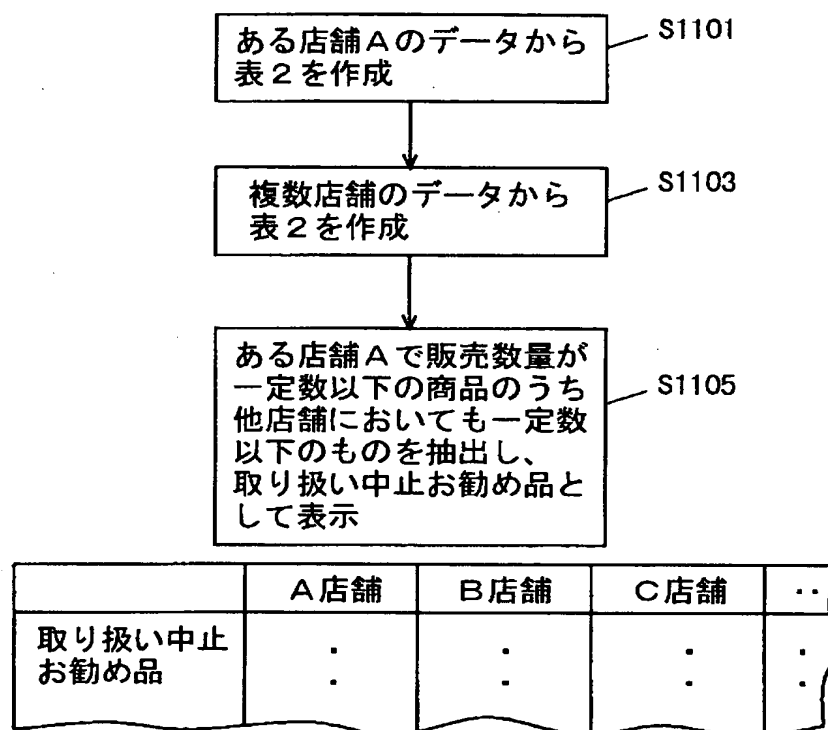 ある店舗Aのデータから
表2を作成
S1101
複数店舗のデータから
表2を作成
S1103
ある店舗Aで販売数量が
一定数以下の商品のうち
他店舗においても一定数
以下のものを抽出し、
取り扱い中止お勧め品と
して表示
S1105
A店舗 B店舗 C店舗 ‥
取り扱い中止
お勧め品